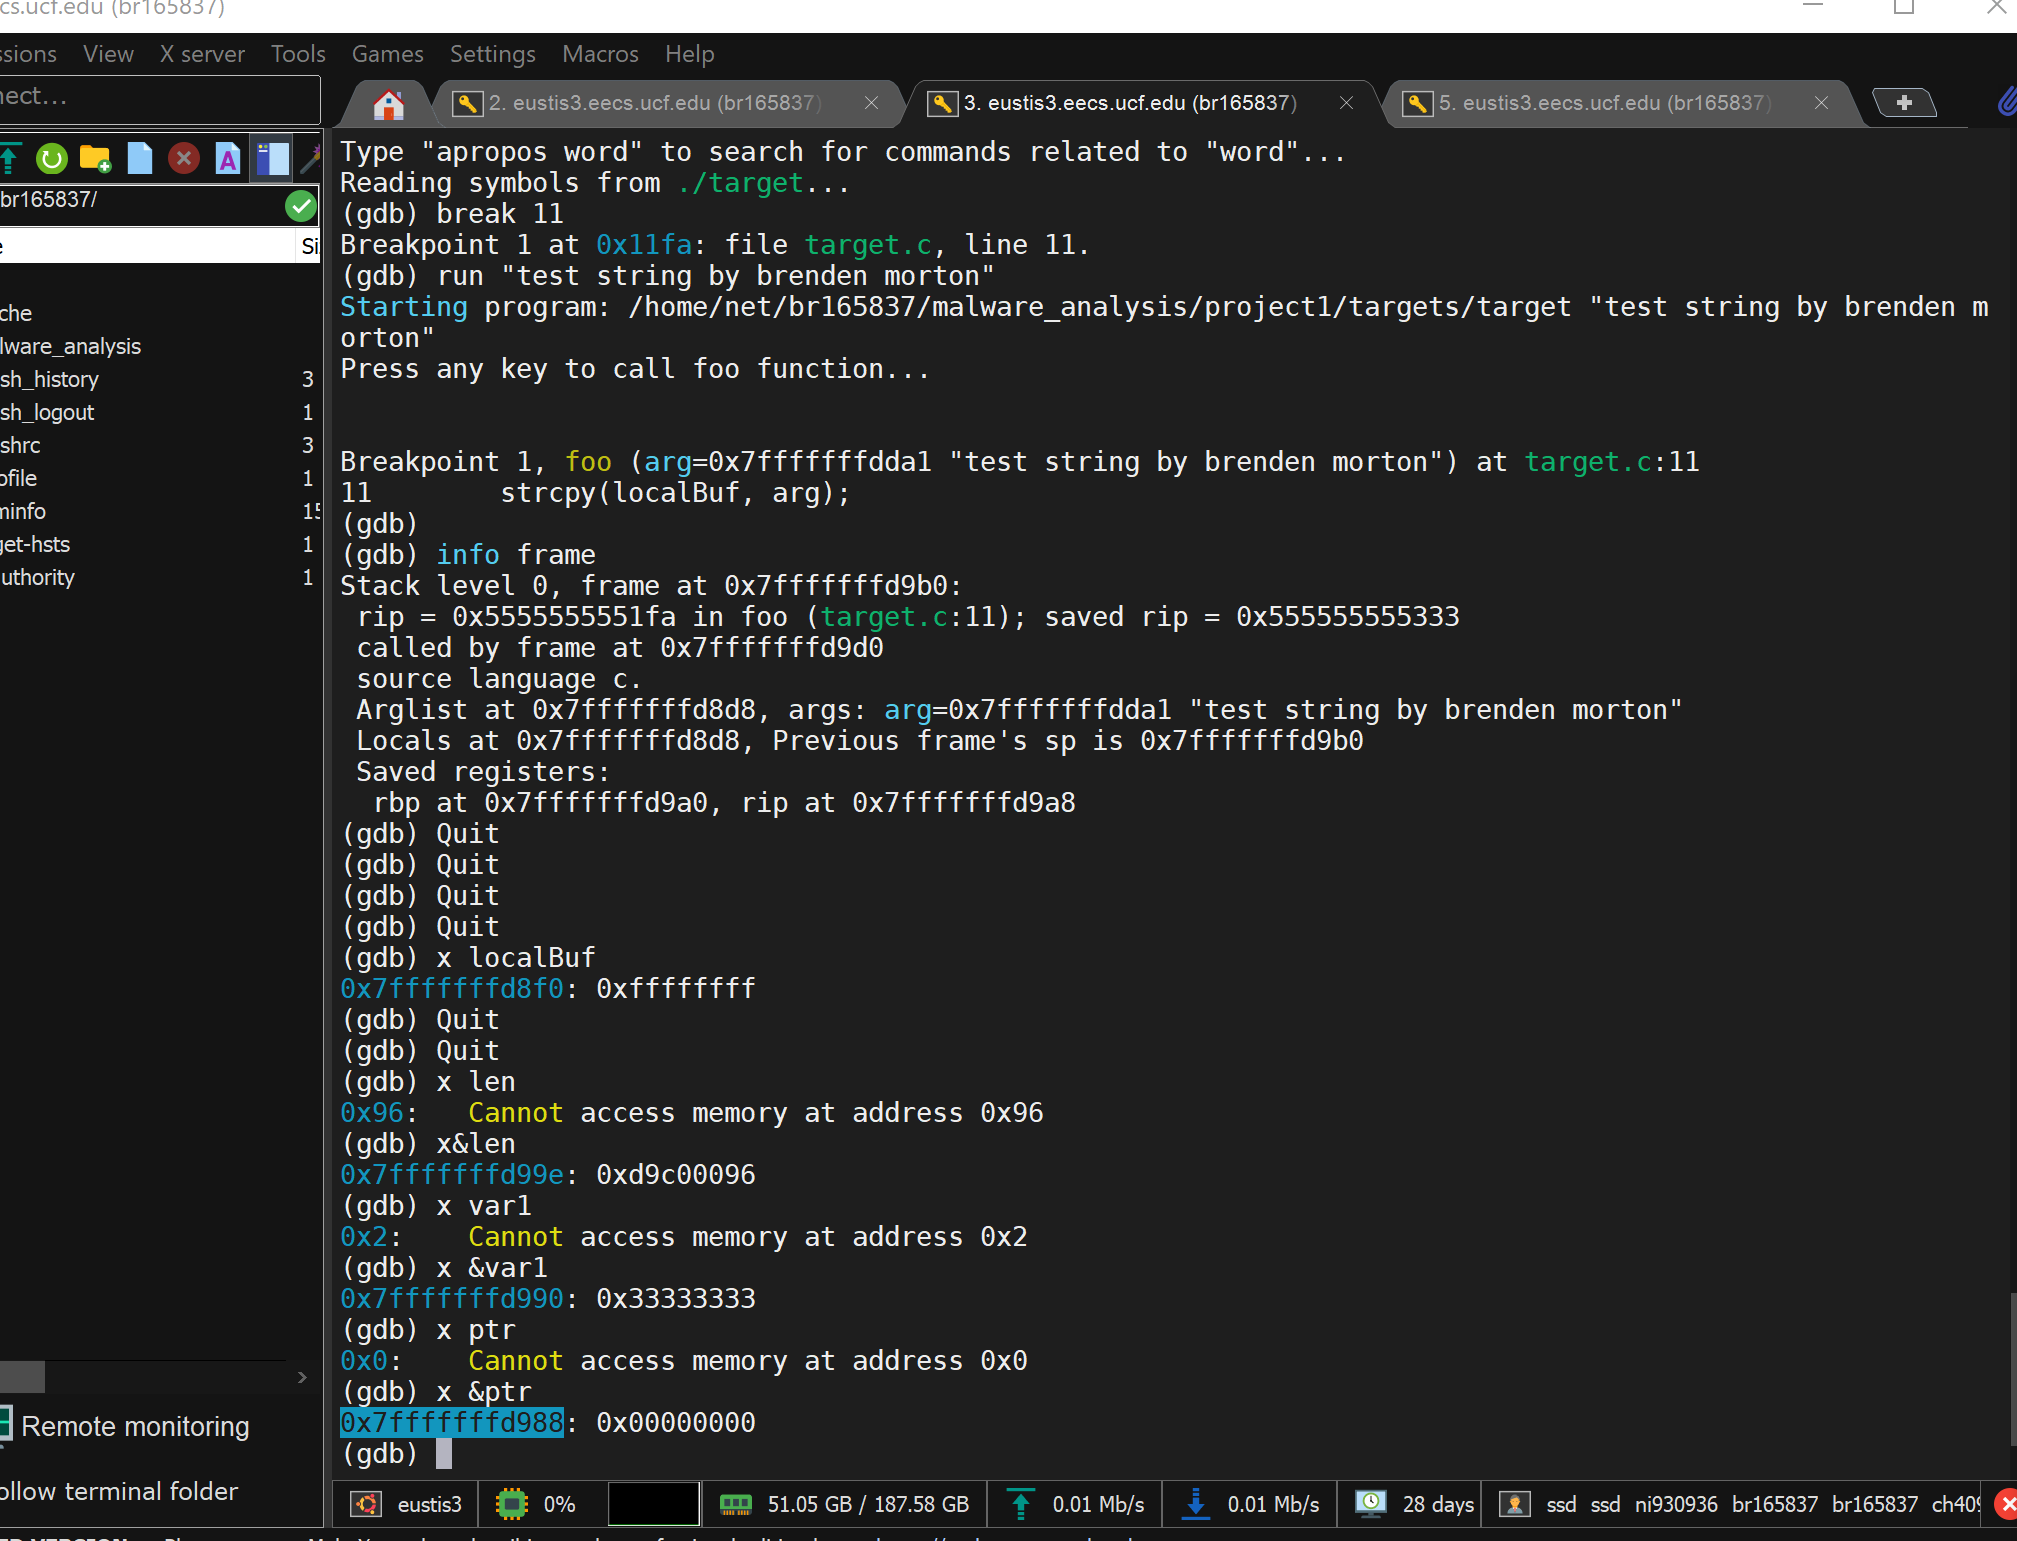 cs.ucf.edu (br165837)
ssions View X server Tools Games Settings Macros Help
nect...
2. eustis3.eecs.ucf.edu (br165837)
3. eustis3.eecs.ucf.edu (br165837)
5. eustis3.eecs.ucf.edu (br165837)
br165837/
e Si
che
lware_analysis
sh_history 3
sh_logout 1
shrc 3
ofile 1
minfo 15
get-hsts 1
uthority 1
Remote monitoring
ollow terminal folder
Type "apropos word" to search for commands related to "word"...
Reading symbols from ./target...
(gdb) break 11
Breakpoint 1 at 0x11fa: file target.c, line 11.
(gdb) run "test string by brenden morton"
Starting program: /home/net/br165837/malware_analysis/project1/targets/target "test string by brenden m
orton"
Press any key to call foo function...
Breakpoint 1, foo (arg=0x7fffffffdda1 "test string by brenden morton") at target.c:11
11        strcpy(localBuf, arg);
(gdb)
(gdb) info frame
Stack level 0, frame at 0x7fffffffd9b0:
rip = 0x5555555551fa in foo (target.c:11); saved rip = 0x555555555333
called by frame at 0x7fffffffd9d0
source language c.
Arglist at 0x7fffffffd8d8, args: arg=0x7fffffffdda1 "test string by brenden morton"
Locals at 0x7fffffffd8d8, Previous frame's sp is 0x7fffffffd9b0
Saved registers:
rbp at 0x7fffffffd9a0, rip at 0x7fffffffd9a8
(gdb) Quit
(gdb) Quit
(gdb) Quit
(gdb) Quit
(gdb) x localBuf
0x7fffffffd8f0: 0xffffffff
(gdb) Quit
(gdb) Quit
(gdb) x len
0x96:   Cannot access memory at address 0x96
(gdb) x&len
0x7fffffffd99e: 0xd9c00096
(gdb) x var1
0x2:    Cannot access memory at address 0x2
(gdb) x &var1
0x7fffffffd990: 0x33333333
(gdb) x ptr
0x0:    Cannot access memory at address 0x0
(gdb) x &ptr
0x7fffffffd988: 0x00000000
(gdb)
eustis3 0% 51.05 GB / 187.58 GB 0.01 Mb/s 0.01 Mb/s 28 days ssd ssd ni930936 br165837 br165837 ch409